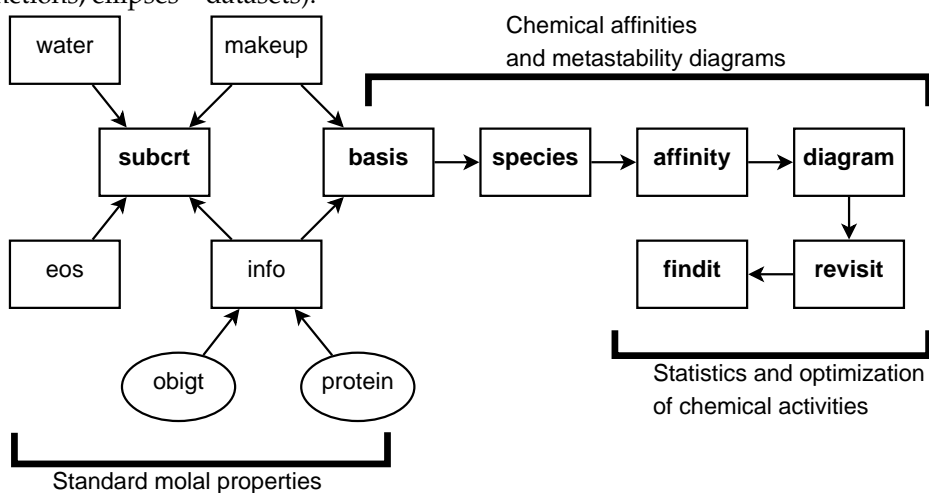 ctions, ellipses = datasets).
Chemical affinities
and metastability diagrams
water
makeup
subcrt
basis
species
affinity
diagram
eos
info
findit
revisit
obigt
protein
Statistics and optimization
of chemical activities
Standard molal properties